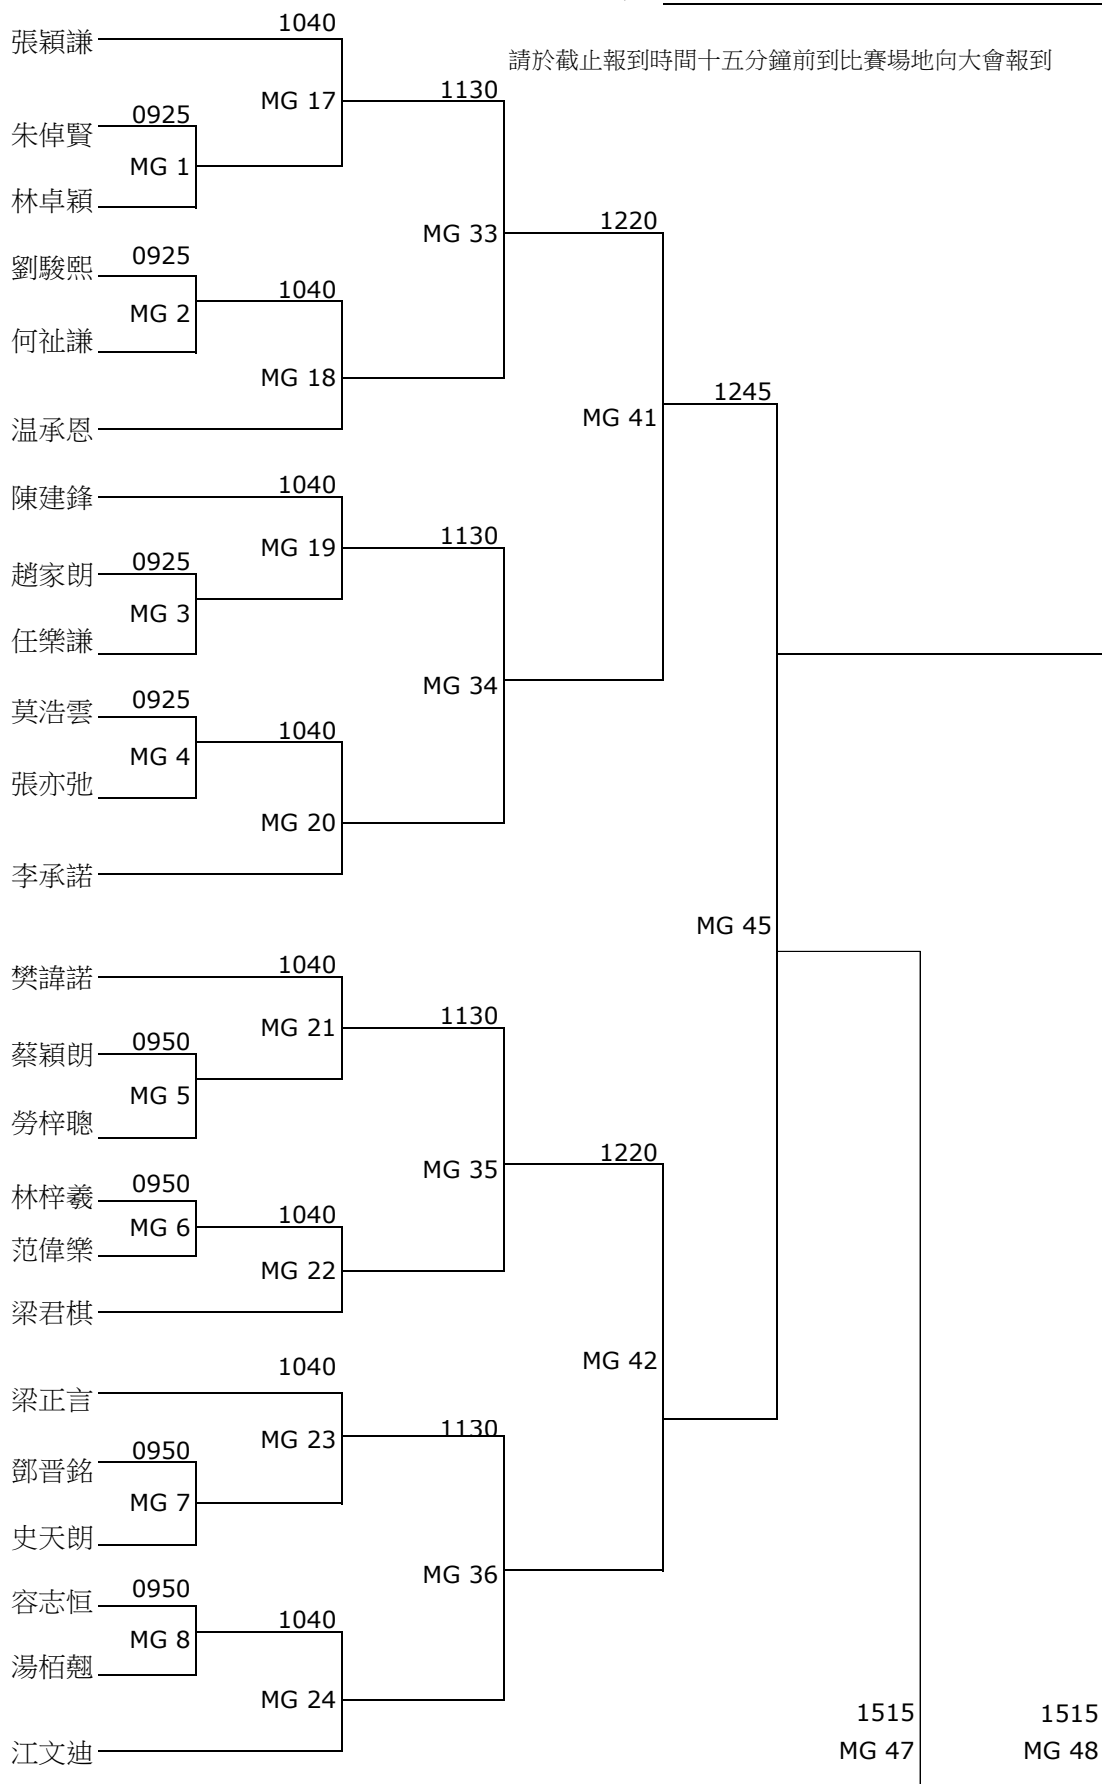 1040
張穎謙
請於截止報到時間十五分鐘前到比賽場地向大會報到
1130
MG 17
0925
朱倬賢
MG 1
林卓穎
1220
MG 33
0925
劉駿熙
1040
MG 2
何祉謙
MG 18
1245
MG 41
温承恩
1040
陳建鋒
1130
MG 19
0925
趙家朗
MG 3
任樂謙
MG 34
0925
莫浩雲
1040
MG 4
張亦弛
MG 20
李承諾
MG 45
1040
樊諱諾
1130
MG 21
0950
蔡穎朗
MG 5
勞梓聰
1220
MG 35
0950
林梓羲
1040
MG 6
范偉樂
MG 22
梁君棋
MG 42
1040
梁正言
1130
MG 23
0950
鄧晋銘
MG 7
史天朗
MG 36
0950
容志恒
1040
MG 8
湯栢翹
MG 24
1515
1515
江文迪
MG 47
MG 48